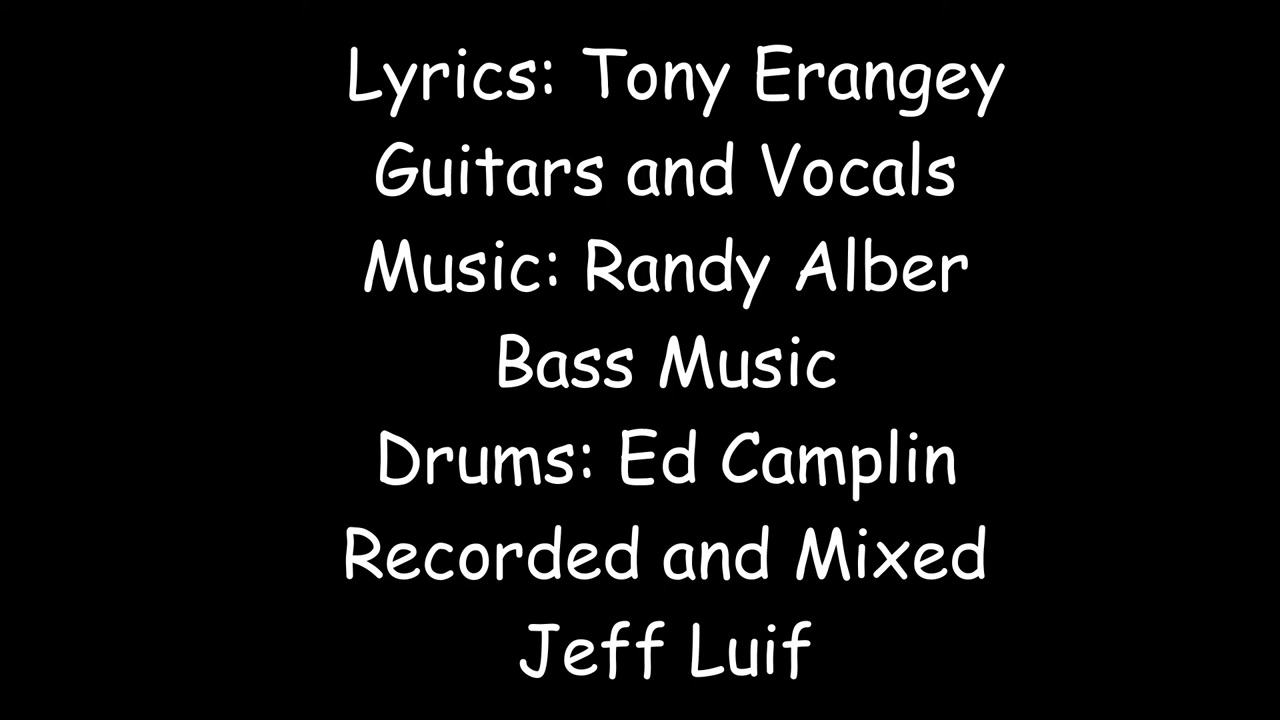 Lyrics: Tony Erangey
Guitars and Vocals
Music: Randy Alber
Bass Music
Drums: Ed Camplin
Recorded and Mixed
Jeff Luif